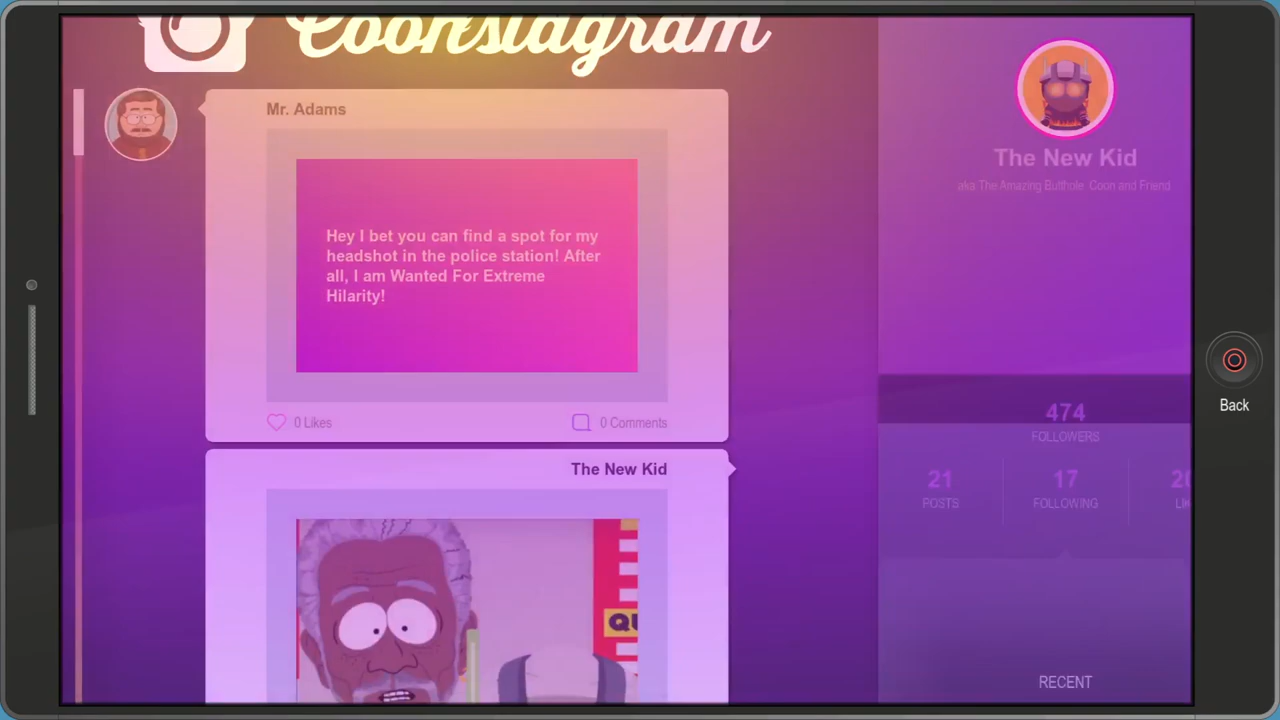 Coonstagram
Mr. Adams
Hey I bet you can find a spot for my
headshot in the police station! After
all, I am Wanted For Extreme
Hilarity!
0 Likes
0 Comments
The New Kid
The New Kid
aka The Amazing Butthole: Coon and Friend
474
FOLLOWERS
21
POSTS
17
FOLLOWING
RECENT
Back